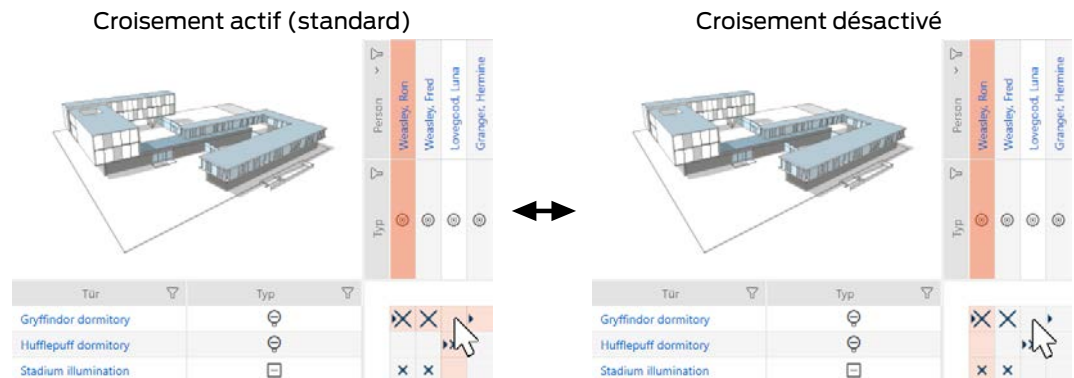 Croisement actif (standard)
Croisement désactivé
Person
Weasley, Ron
Weasley, Fred
Lovegood, Luna
Granger, Hermine
Typ
Tür Typ
Gryffindor dormitory
Hufflepuff dormitory
Stadium illumination
Person
Weasley, Ron
Weasley, Fred
Lovegood, Luna
Granger, Hermine
Typ
Tür Typ
Gryffindor dormitory
Hufflepuff dormitory
Stadium illumination